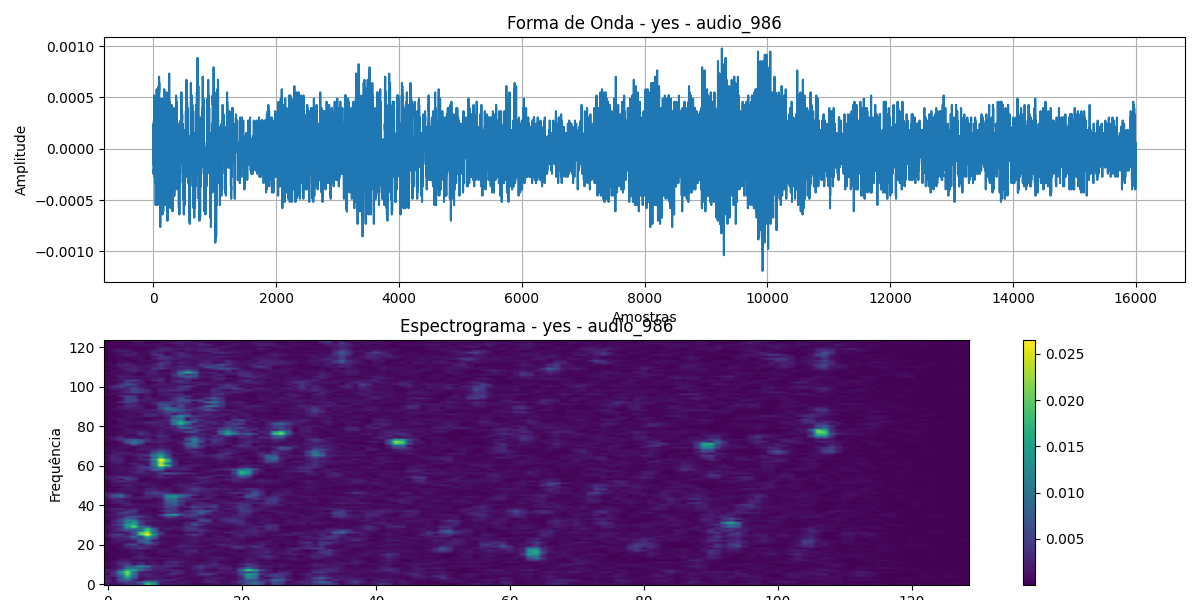 Forma de Onda - yes - audio_986
0.0010
0.0005
0.0000
−0.0005
−0.0010
Amplitude
0 2000 4000 6000 8000 10000 12000 14000 16000
Amostras
Espectrograma - yes - audio_986
120
100
80
60
40
20
0
Frequência
0 20 40 60 80 100 120
0.025
0.020
0.015
0.010
0.005